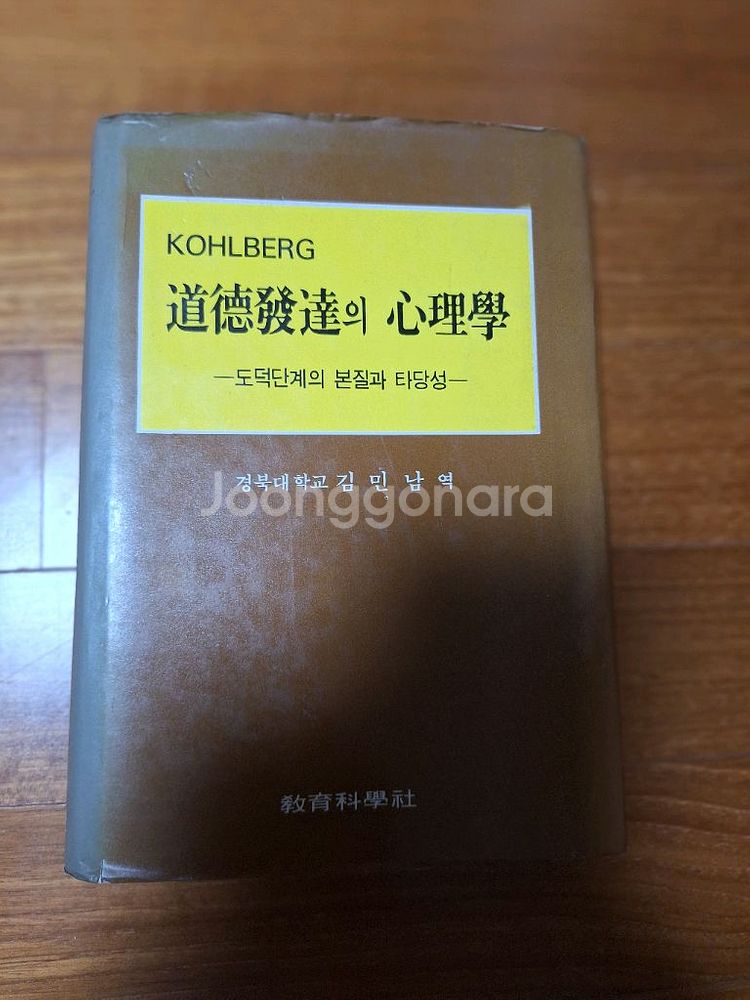 KOHLBERG
道德發達의 心理學
—도덕단계의 본질과 타당성—
경북대학교 김 민 남 역
Joonggonara
敎育科學社